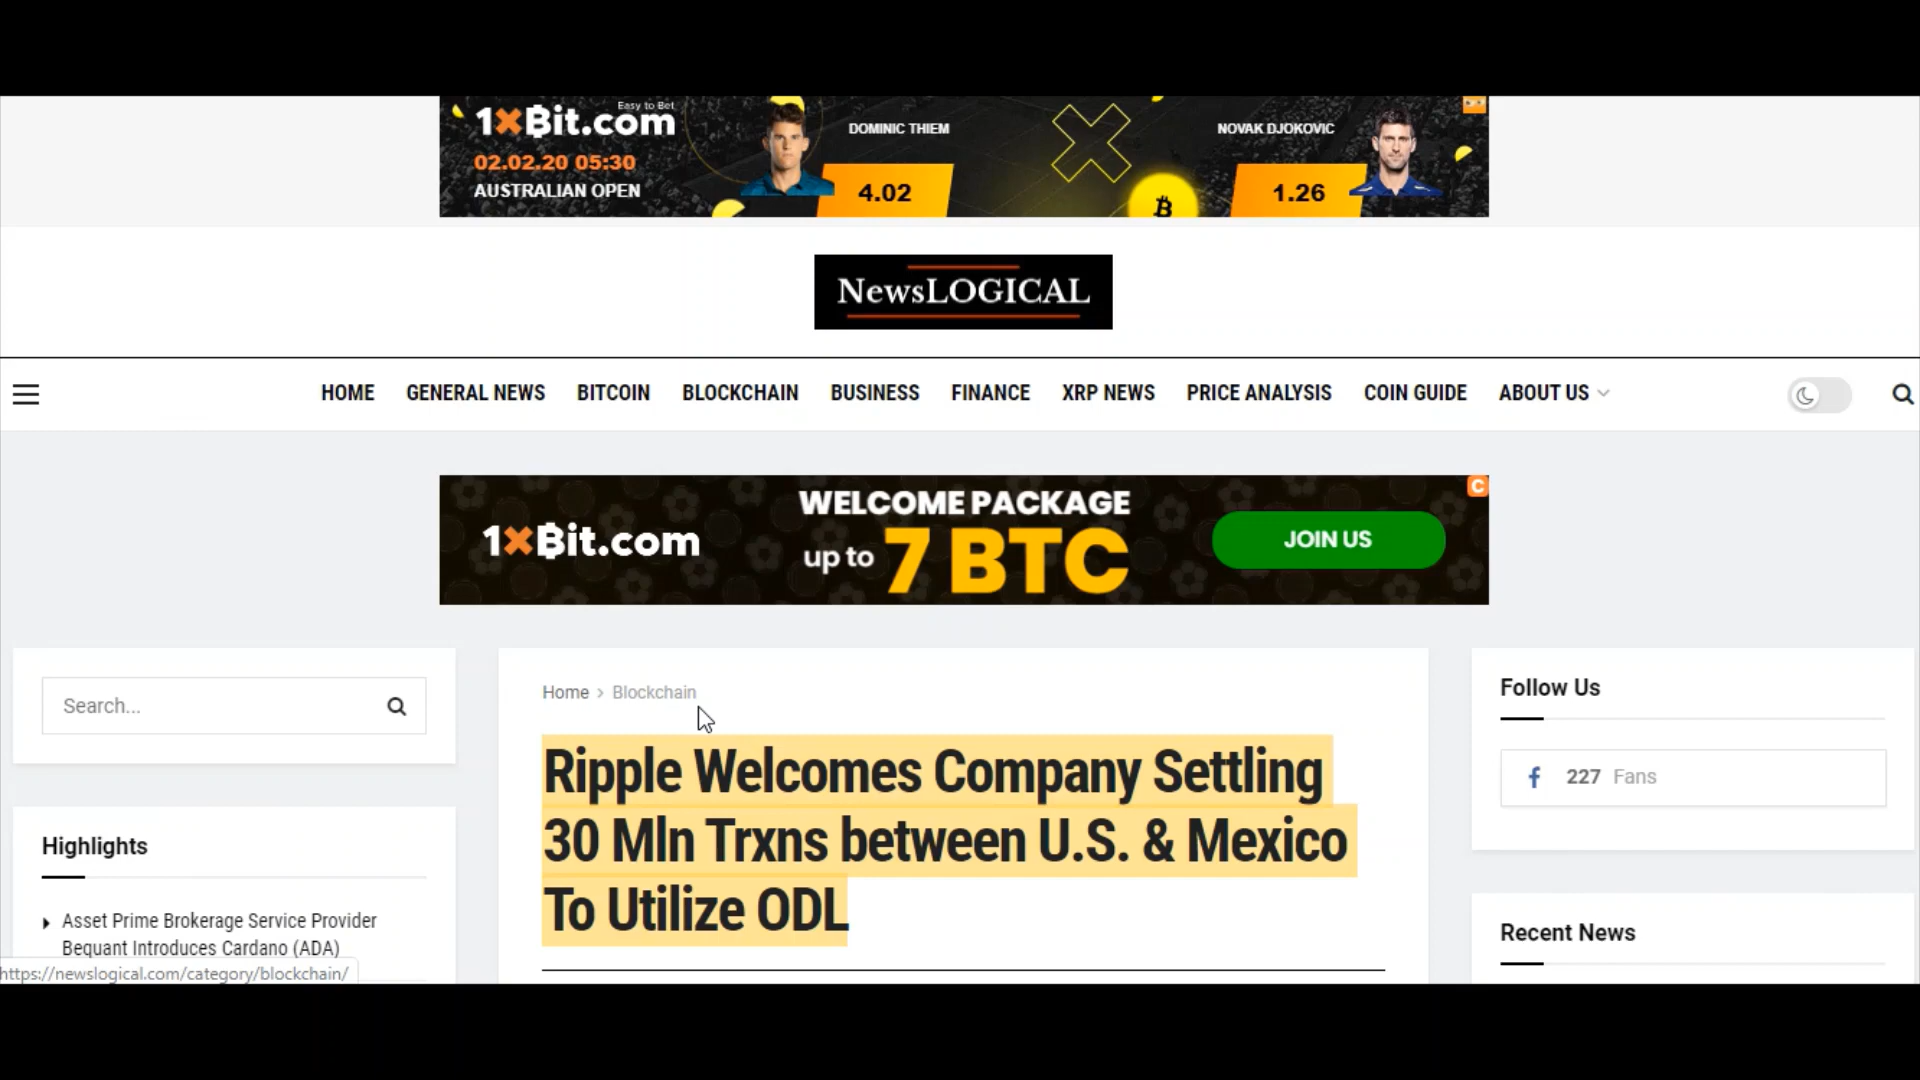 1xBit.com
Easy to Bet
02.02.20 05:30
AUSTRALIAN OPEN
DOMINIC THIEM
4.02
NOVAK DJOKOVIC
1.26
NewsLOGICAL
HOME GENERAL NEWS BITCOIN BLOCKCHAIN BUSINESS FINANCE XRP NEWS PRICE ANALYSIS COIN GUIDE ABOUT US
1xBit.com
WELCOME PACKAGE
up to 7 BTC
JOIN US
C
Search...
Highlights
Asset Prime Brokerage Service Provider
Bequant Introduces Cardano (ADA)
https://newslogical.com/category/blockchain/
Home > Blockchain
Ripple Welcomes Company Settling
30 Mln Trxns between U.S. & Mexico
To Utilize ODL
Follow Us
f 227 Fans
Recent News